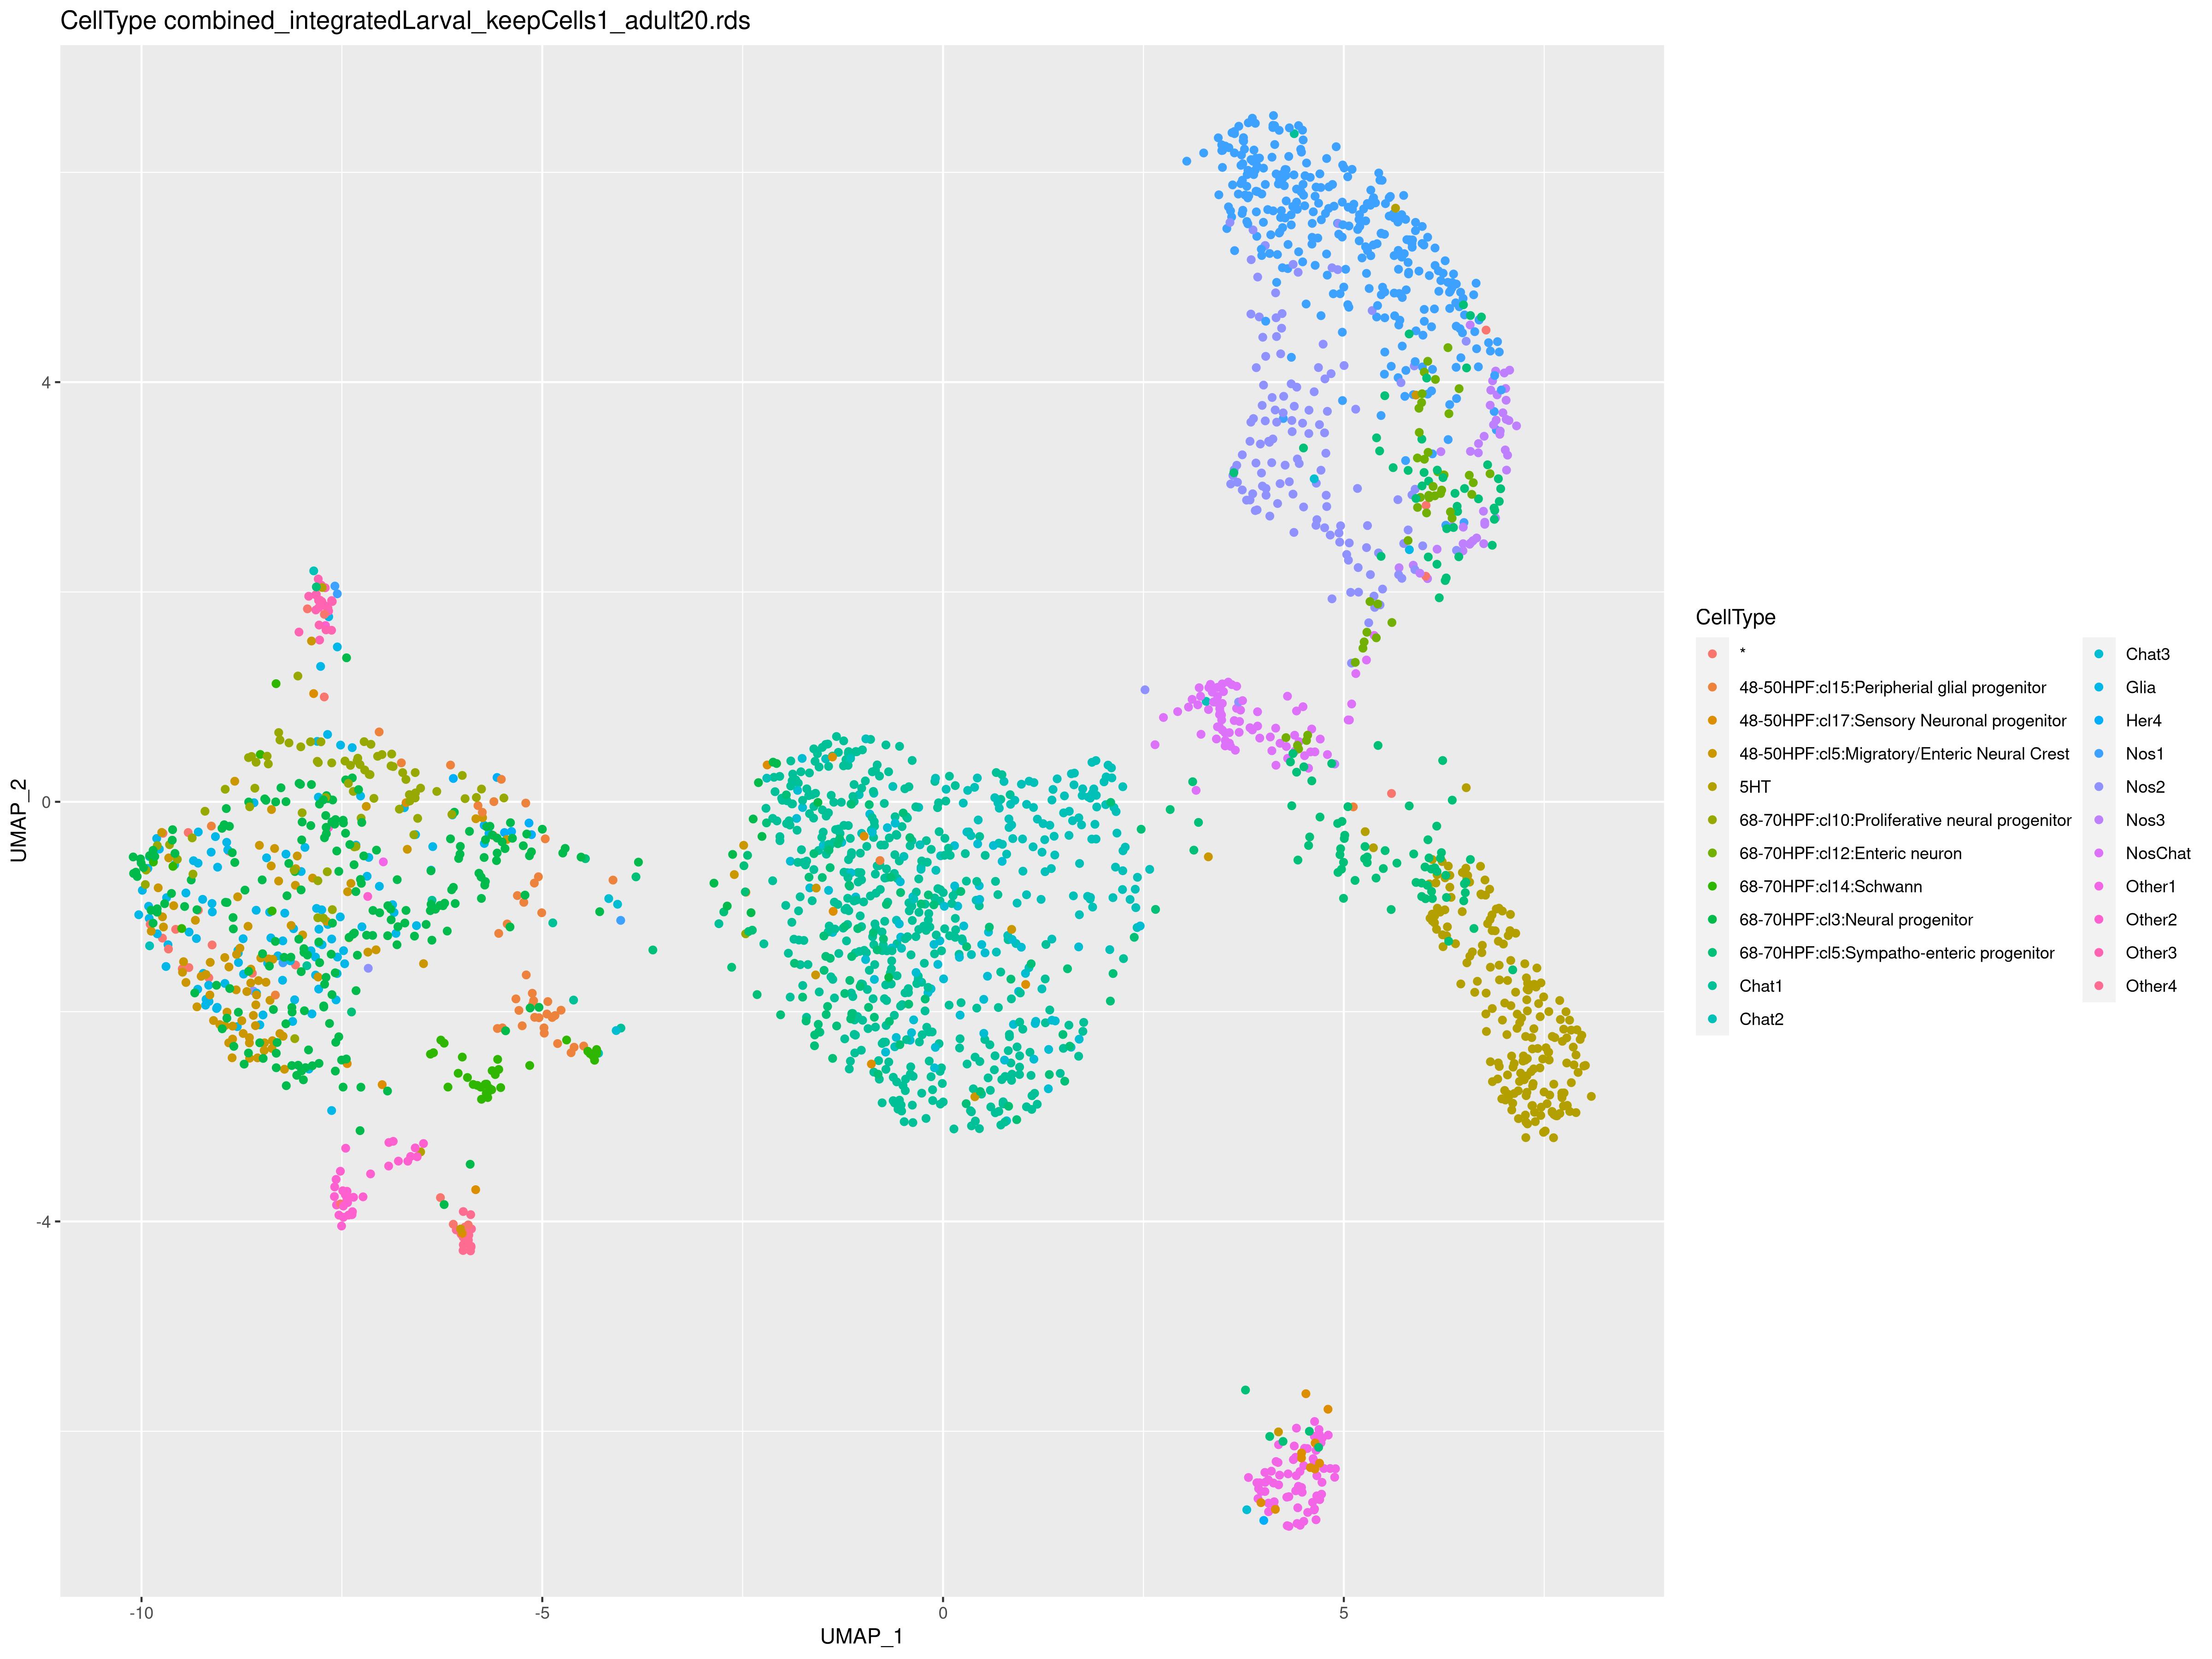 CellType combined_integratedLarval_keepCells1_adult20.rds
4
0
-4
UMAP_2
-10
-5
0
5
UMAP_1
CellType
*
48-50HPF:cl15:Peripherial glial progenitor
48-50HPF:cl17:Sensory Neuronal progenitor
48-50HPF:cl5:Migratory/Enteric Neural Crest
5HT
68-70HPF:cl10:Proliferative neural progenitor
68-70HPF:cl12:Enteric neuron
68-70HPF:cl14:Schwann
68-70HPF:cl3:Neural progenitor
68-70HPF:cl5:Sympatho-enteric progenitor
Chat1
Chat2
Chat3
Glia
Her4
Nos1
Nos2
Nos3
NosChat
Other1
Other2
Other3
Other4